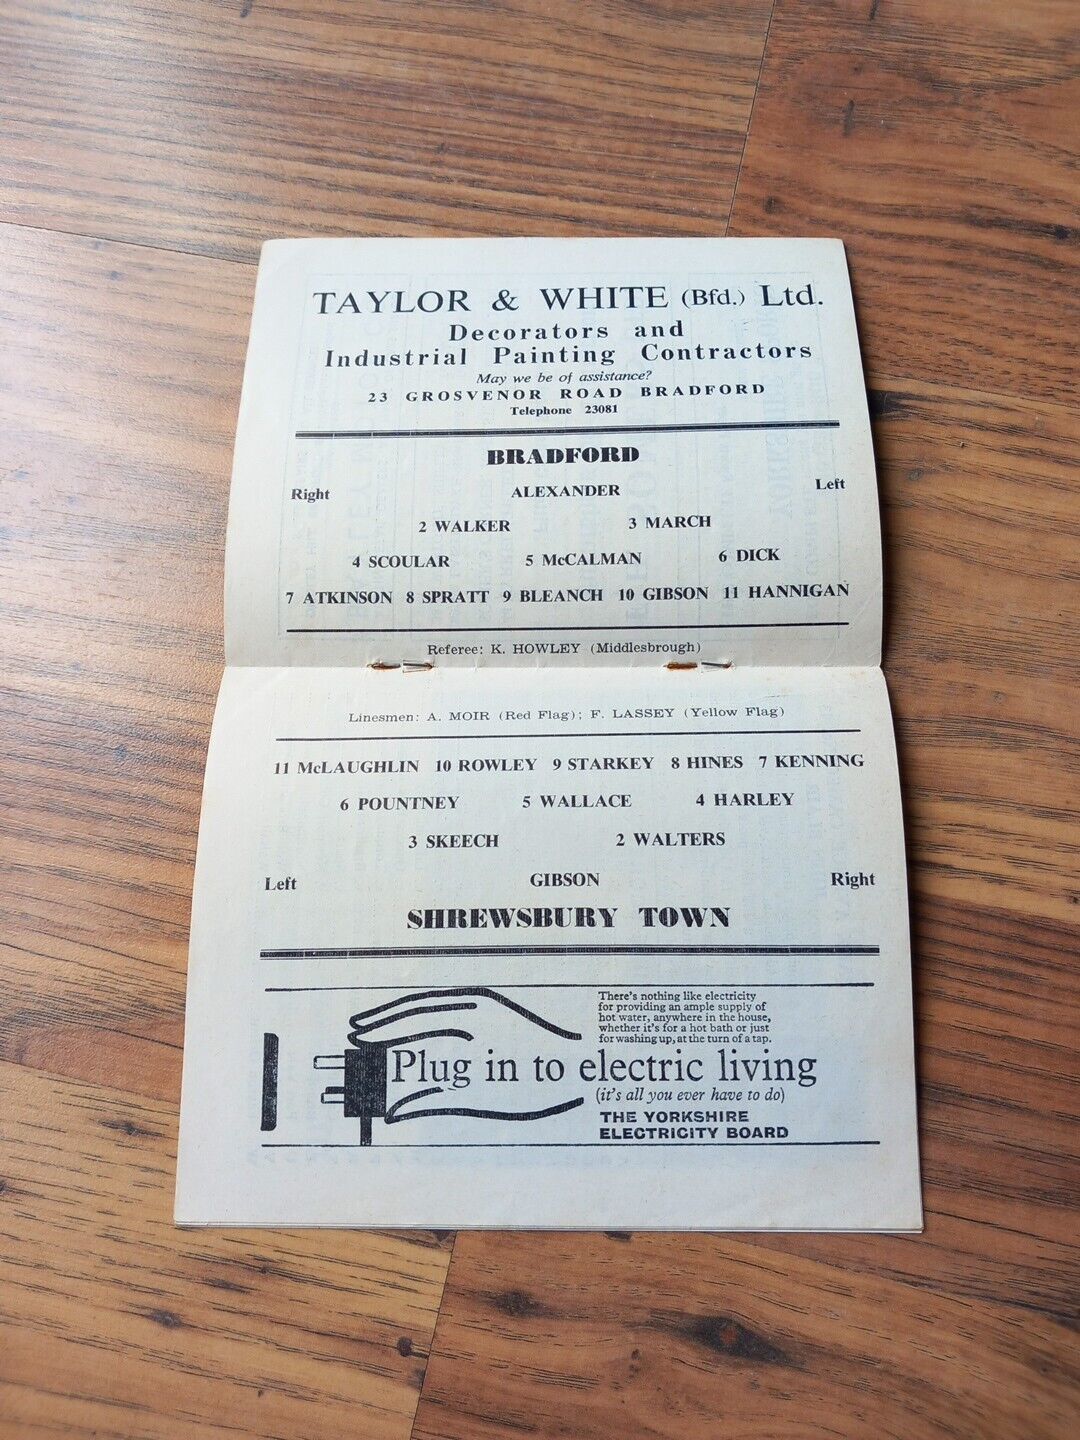 TAYLOR & WHITE (Bfd.) Ltd.
Decorators and
Industrial Painting Contractors
May we be of assistance?
23 GROSVENOR ROAD BRADFORD
Telephone 23081
BRADFORD
Right ALEXANDER Left
2 WALKER 3 MARCH
4 SCOULAR 5 McCALMAN 6 DICK
7 ATKINSON 8 SPRATT 9 BLEANCH 10 GIBSON 11 HANNIGAN
Referee: K. HOWLEY (Middlesbrough)
Linesmen: A. MOIR (Red Flag); F. LASSEY (Yellow Flag)
11 McLAUGHLIN 10 ROWLEY 9 STARKEY 8 HINES 7 KENNING
6 POUNTNEY 5 WALLACE 4 HARLEY
3 SKEECH 2 WALTERS
Left GIBSON Right
SHREWSBURY TOWN
There's nothing like electricity
for providing an ample supply of
hot water, anywhere in the house,
whether it's for a hot bath or just
for washing up, at the turn of a tap.
Plug in to electric living
(it's all you ever have to do)
THE YORKSHIRE
ELECTRICITY BOARD